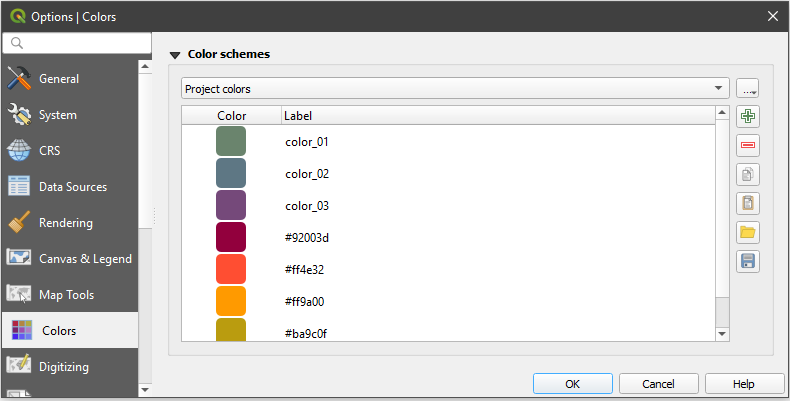 Options | Colors
General
System
CRS
Data Sources
Rendering
Canvas & Legend
Map Tools
Colors
Digitizing
Color schemes
Project colors
...
Color Label
color_01
color_02
color_03
#92003d
#ff4e32
#ff9a00
#ba9c0f
OK Cancel Help